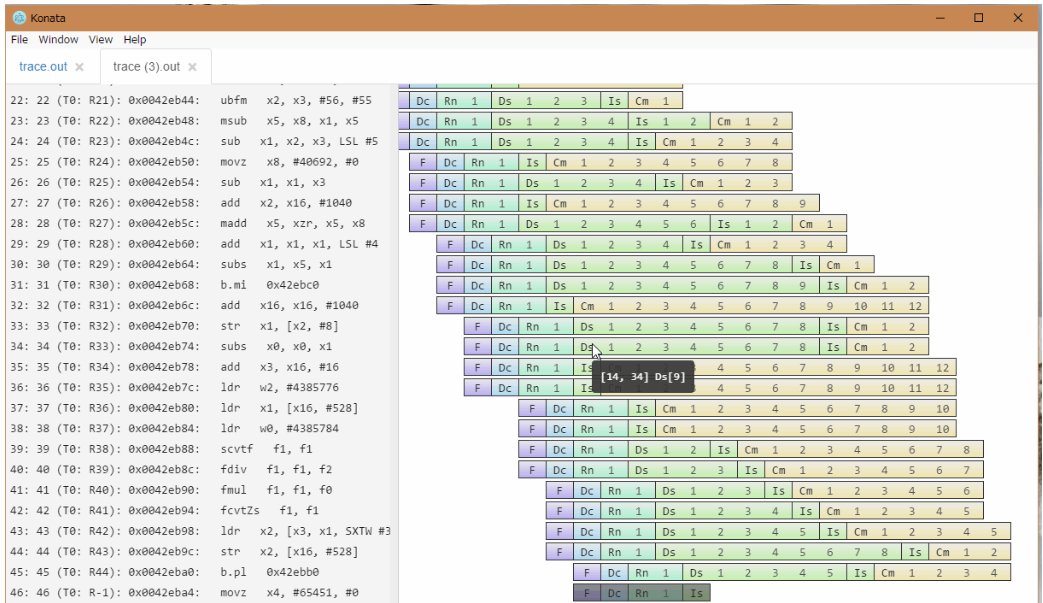 Konata
File Window View Help
trace.out × trace (3).out ×
22: 22 (T0: R21): 0x0042eb44: ubfm x2, x3, #56, #55 Dc Rn 1 Ds 1 2 3 Is Cm 1
23: 23 (T0: R22): 0x0042eb48: msub x5, x8, x1, x5 Dc Rn 1 Ds 1 2 3 4 Is 1 2 Cm 1 2
24: 24 (T0: R23): 0x0042eb4c: sub x1, x2, x3, LSL #5 Dc Rn 1 Ds 1 2 3 4 Is Cm 1 2 3 4
25: 25 (T0: R24): 0x0042eb50: movz x8, #40692, #0 F Dc Rn 1 Is Cm 1 2 3 4 5 6 7 8
26: 26 (T0: R25): 0x0042eb54: sub x1, x1, x3 F Dc Rn 1 Ds 1 2 3 4 Is Cm 1 2 3
27: 27 (T0: R26): 0x0042eb58: add x2, x16, #1040 F Dc Rn 1 Is Cm 1 2 3 4 5 6 7 8 9
28: 28 (T0: R27): 0x0042eb5c: madd x5, xzr, x5, x8 F Dc Rn 1 Ds 1 2 3 4 5 6 Is 1 2 Cm 1
29: 29 (T0: R28): 0x0042eb60: add x1, x1, x1, LSL #4 F Dc Rn 1 Ds 1 2 3 4 Is Cm 1 2 3 4
30: 30 (T0: R29): 0x0042eb64: subs x1, x5, x1 F Dc Rn 1 Ds 1 2 3 4 5 6 7 8 Is Cm 1
31: 31 (T0: R30): 0x0042eb68: b.mi 0x42ebc0 F Dc Rn 1 Ds 1 2 3 4 5 6 7 8 9 Is Cm 1 2
32: 32 (T0: R31): 0x0042eb6c: add x16, x16, #1040 F Dc Rn 1 Is Cm 1 2 3 4 5 6 7 8 9 10 11 12
33: 33 (T0: R32): 0x0042eb70: str x1, [x2, #8] F Dc Rn 1 Ds 1 2 3 4 5 6 7 8 Is Cm 1 2
34: 34 (T0: R33): 0x0042eb74: subs x0, x0, x1 F Dc Rn 1 Ds 1 2 3 4 5 6 7 8 Is Cm 1 2
35: 35 (T0: R34): 0x0042eb78: add x3, x16, #16 F Dc Rn 1 Is 4 5 6 7 8 9 10 11 12
[14, 34] Ds[9]
36: 36 (T0: R35): 0x0042eb7c: ldr w2, #4385776 F Dc Rn 1 Is 4 5 6 7 8 9 10 11 12
37: 37 (T0: R36): 0x0042eb80: ldr x1, [x16, #528] F Dc Rn 1 Is Cm 1 2 3 4 5 6 7 8 9 10
38: 38 (T0: R37): 0x0042eb84: ldr w0, #4385784 F Dc Rn 1 Is Cm 1 2 3 4 5 6 7 8 9 10
39: 39 (T0: R38): 0x0042eb88: scvtf f1, f1 F Dc Rn 1 Ds 1 2 Is Cm 1 2 3 4 5 6 7 8
40: 40 (T0: R39): 0x0042eb8c: fdiv f1, f1, f2 F Dc Rn 1 Ds 1 2 3 Is Cm 1 2 3 4 5 6 7
41: 41 (T0: R40): 0x0042eb90: fmul f1, f1, f0 F Dc Rn 1 Ds 1 2 3 Is Cm 1 2 3 4 5 6
42: 42 (T0: R41): 0x0042eb94: fcvtZs f1, f1 F Dc Rn 1 Ds 1 2 3 4 Is Cm 1 2 3 4 5
43: 43 (T0: R42): 0x0042eb98: ldr x2, [x3, x1, SXTW #3 F Dc Rn 1 Ds 1 2 3 4 5 Is Cm 1 2 3 4 5
44: 44 (T0: R43): 0x0042eb9c: str x2, [x16, #528] F Dc Rn 1 Ds 1 2 3 4 5 6 7 8 Is Cm 1 2
45: 45 (T0: R44): 0x0042eba0: b.pl 0x42ebb0 F Dc Rn 1 Ds 1 2 3 4 5 Is Cm 1 2 3 4
46: 46 (T0: R-1): 0x0042eba4: movz x4, #65451, #0 F Dc Rn 1 Is